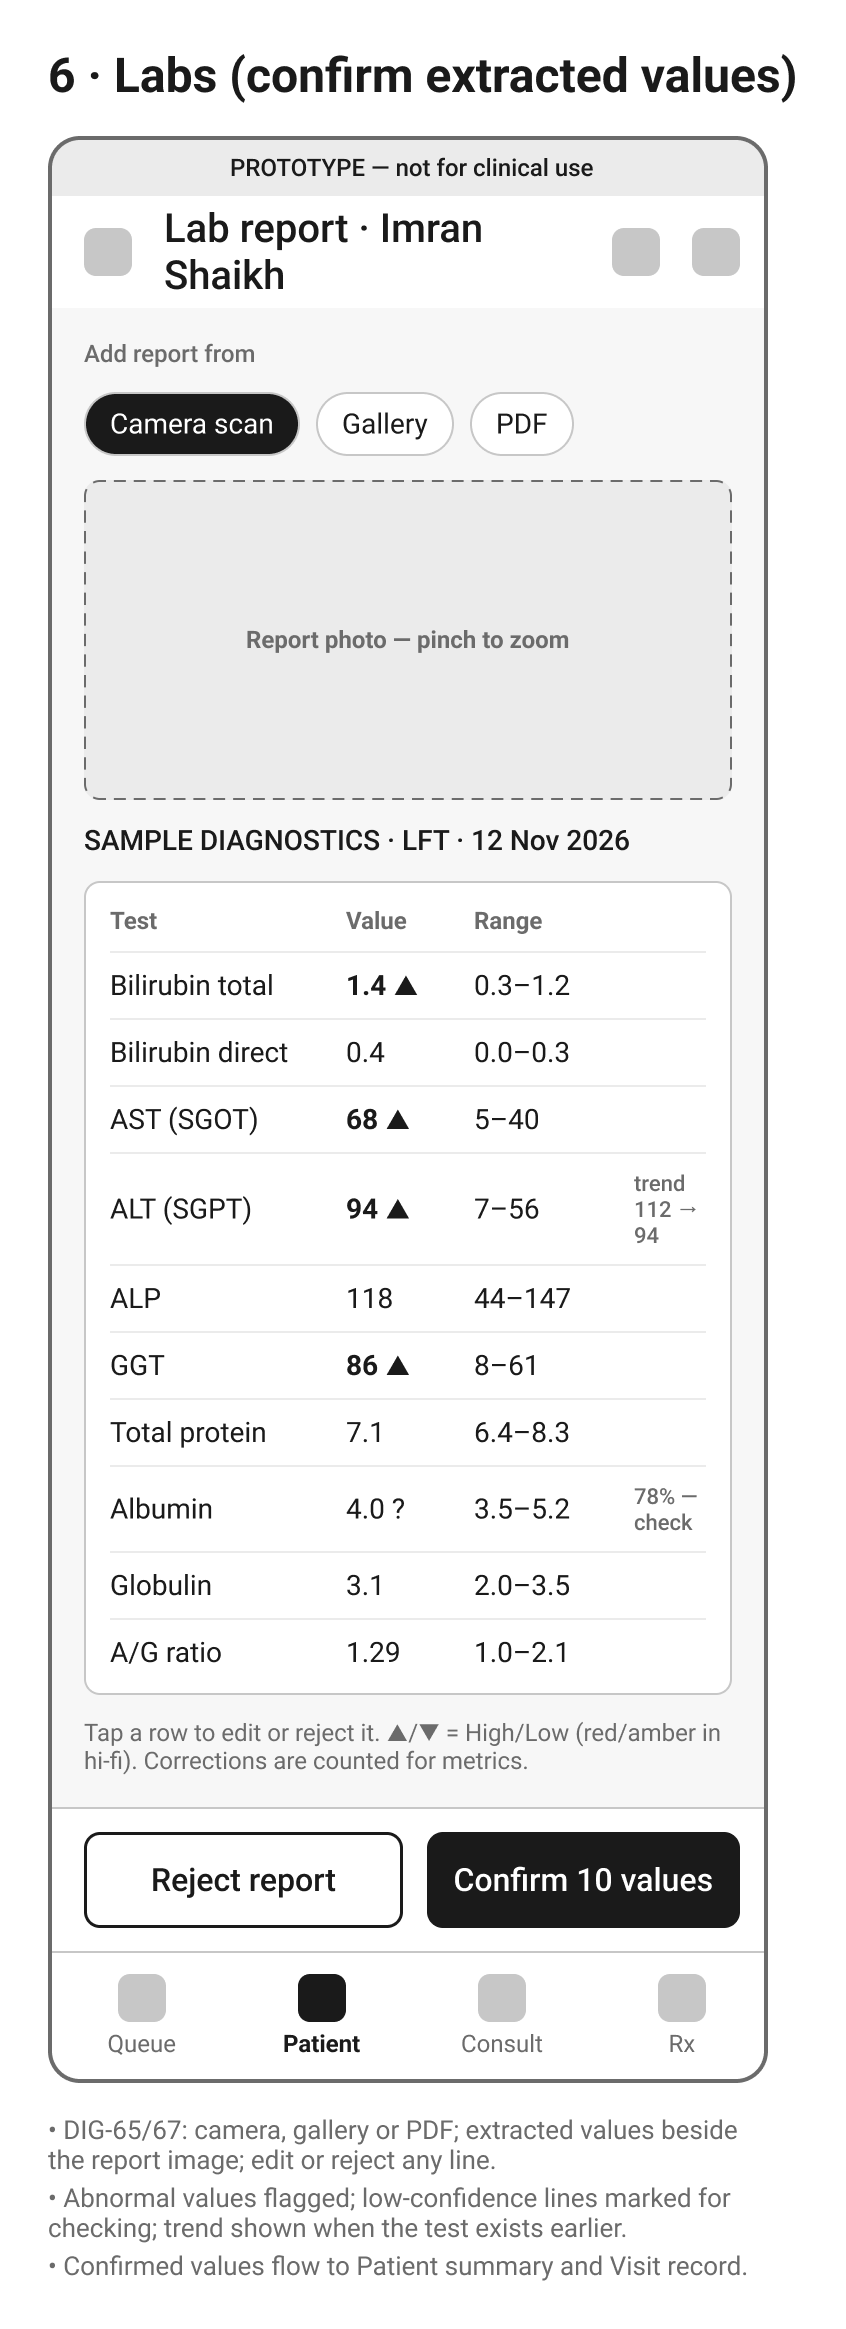 6 · Labs (confirm extracted values)
PROTOTYPE — not for clinical use
Lab report · Imran
Shaikh
Add report from
Camera scan Gallery PDF
Report photo — pinch to zoom
SAMPLE DIAGNOSTICS · LFT · 12 Nov 2026
Test Value Range
Bilirubin total 1.4 ▲ 0.3–1.2
Bilirubin direct 0.4 0.0–0.3
AST (SGOT) 68 ▲ 5–40
ALT (SGPT) 94 ▲ 7–56 trend
112 →
94
ALP 118 44–147
GGT 86 ▲ 8–61
Total protein 7.1 6.4–8.3
Albumin 4.0 ? 3.5–5.2 78% —
check
Globulin 3.1 2.0–3.5
A/G ratio 1.29 1.0–2.1
Tap a row to edit or reject it. ▲/▼ = High/Low (red/amber in
hi-fi). Corrections are counted for metrics.
Reject report Confirm 10 values
Queue Patient Consult Rx
• DIG-65/67: camera, gallery or PDF; extracted values beside
the report image; edit or reject any line.
• Abnormal values flagged; low-confidence lines marked for
checking; trend shown when the test exists earlier.
• Confirmed values flow to Patient summary and Visit record.